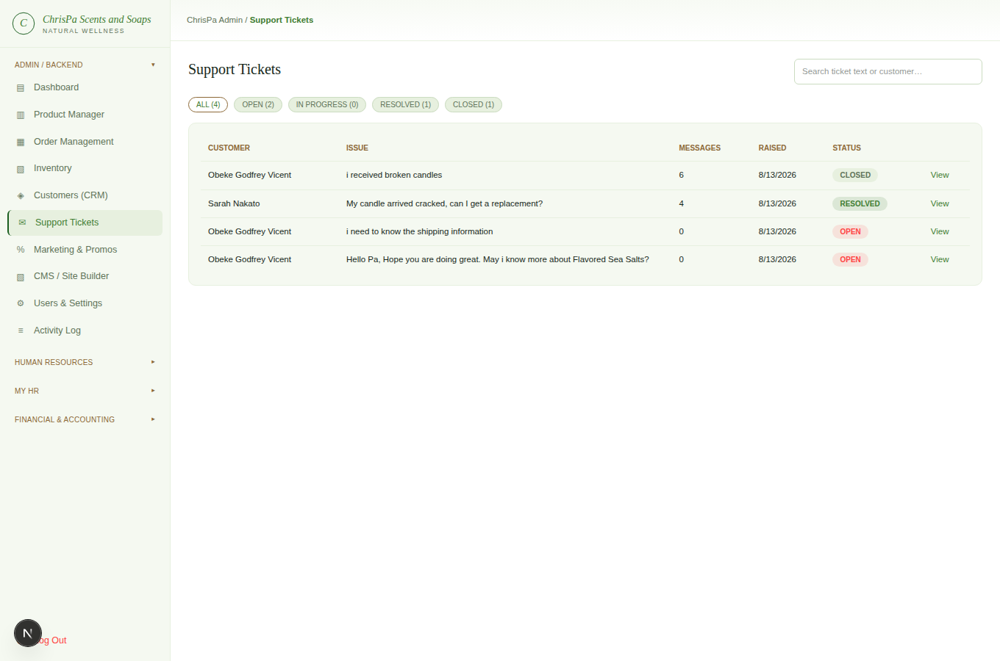 C
ChrisPa Scents and Soaps
NATURAL WELLNESS
ChrisPa Admin / Support Tickets
ADMIN / BACKEND
Dashboard
Product Manager
Order Management
Inventory
Customers (CRM)
Support Tickets
% Marketing & Promos
CMS / Site Builder
Users & Settings
Activity Log
HUMAN RESOURCES
MY HR
FINANCIAL & ACCOUNTING
og Out
Support Tickets
Search ticket text or customer…
ALL (4) OPEN (2) IN PROGRESS (0) RESOLVED (1) CLOSED (1)
CUSTOMER ISSUE MESSAGES RAISED STATUS
Obeke Godfrey Vicent i received broken candles 6 8/13/2026 CLOSED View
Sarah Nakato My candle arrived cracked, can I get a replacement? 4 8/13/2026 RESOLVED View
Obeke Godfrey Vicent i need to know the shipping information 0 8/13/2026 OPEN View
Obeke Godfrey Vicent Hello Pa, Hope you are doing great. May i know more about Flavored Sea Salts? 0 8/13/2026 OPEN View